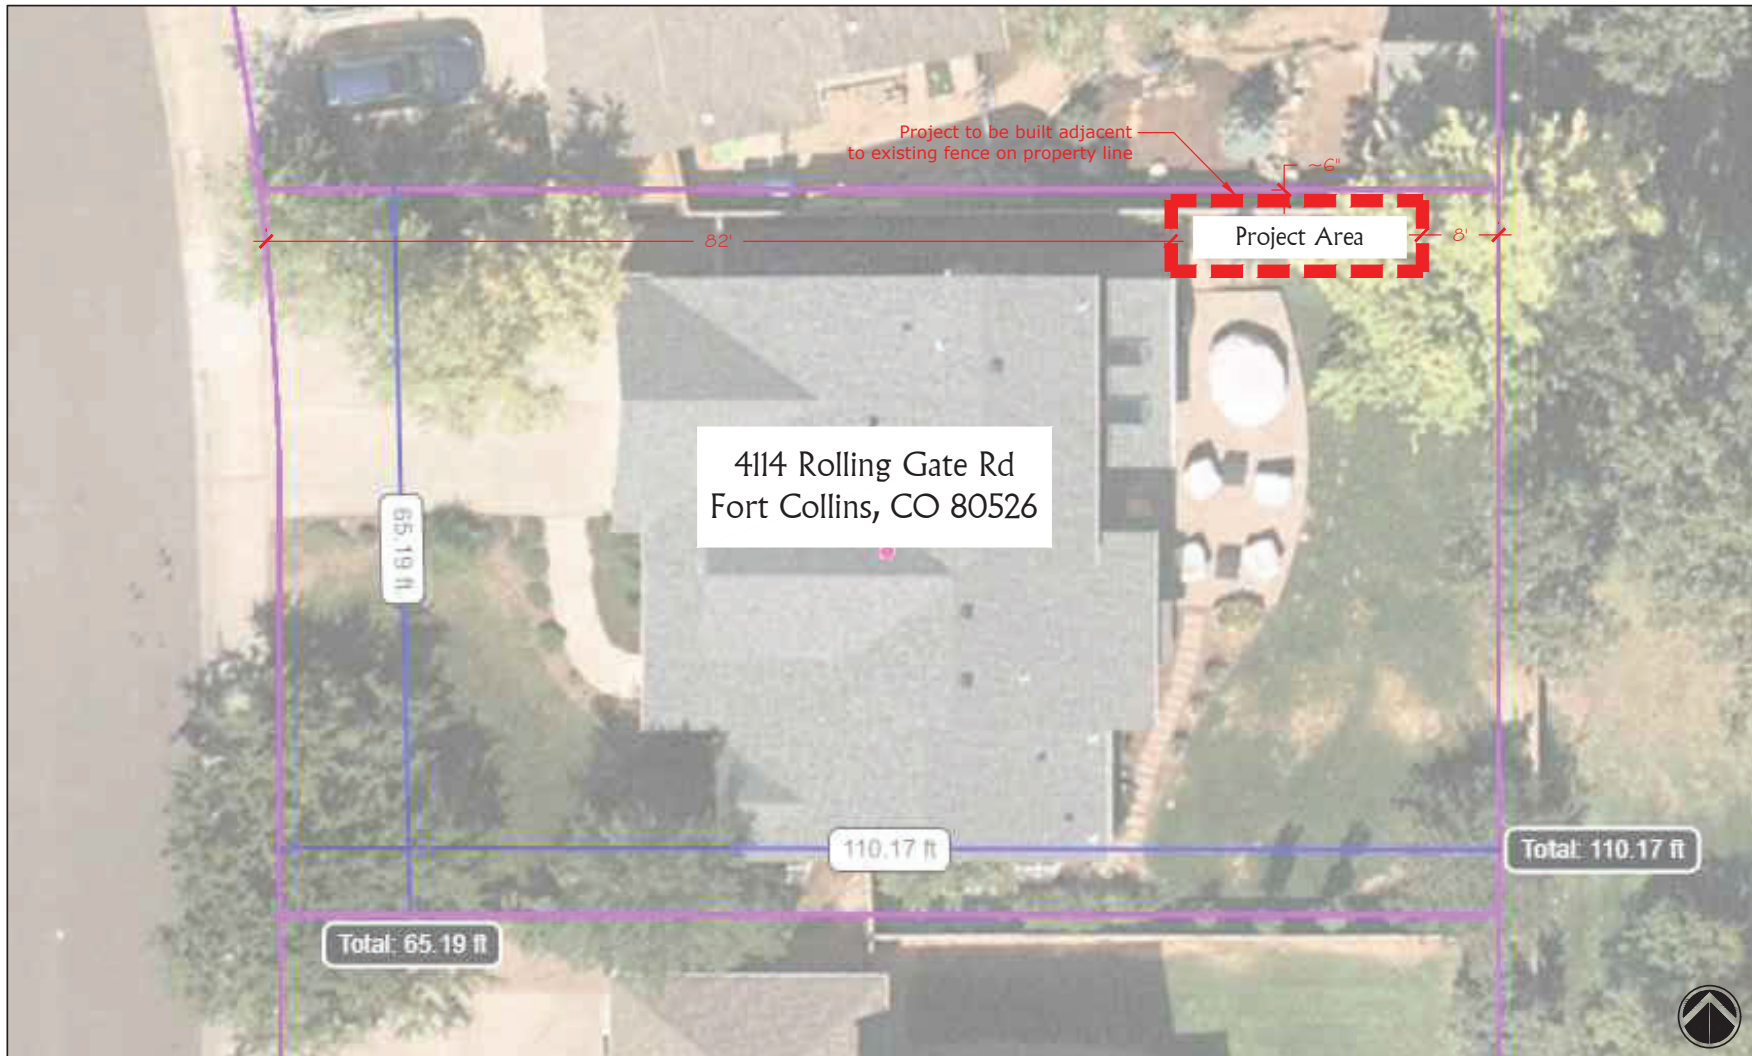 Project to be built adjacent
to existing fence on property line
~6"
82'
Project Area
8'
4114 Rolling Gate Rd
Fort Collins, CO 80526
65.19 ft
110.17 ft
Total: 110.17 ft
Total: 65.19 ft